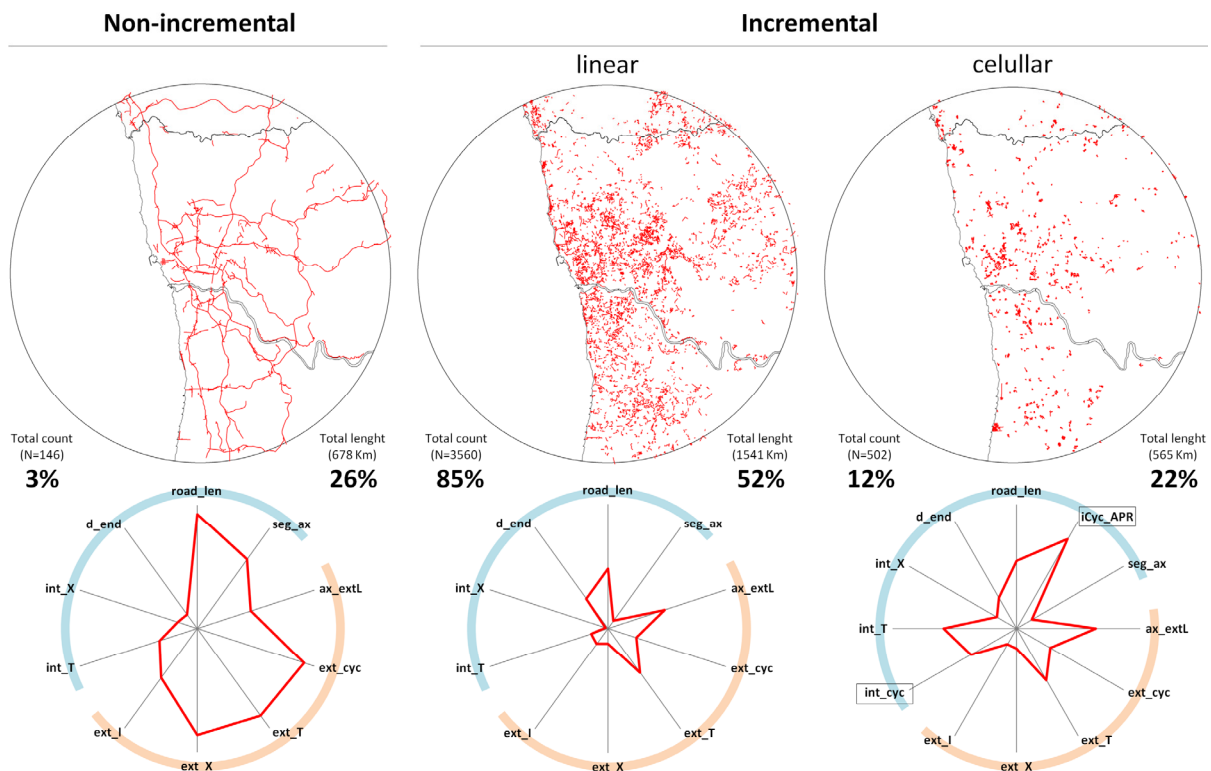 Non-incremental
Incremental
linear
celullar
Total count
(N=146)
3%
Total lenght
(678 Km)
26%
Total count
(N=3560)
85%
Total lenght
(1541 Km)
52%
Total count
(N=502)
12%
Total lenght
(565 Km)
22%
road_len
seg_ax
ax_extL
ext_cyc
ext_T
ext_X
ext_I
int_T
int_X
d_end
road_len
seg_ax
ax_extL
ext_cyc
ext_T
ext_X
ext_I
int_T
int_X
d_end
road_len
iCyc_APR
seg_ax
ax_extL
ext_cyc
ext_T
ext_X
ext_I
int_cyc
int_T
int_X
d_end